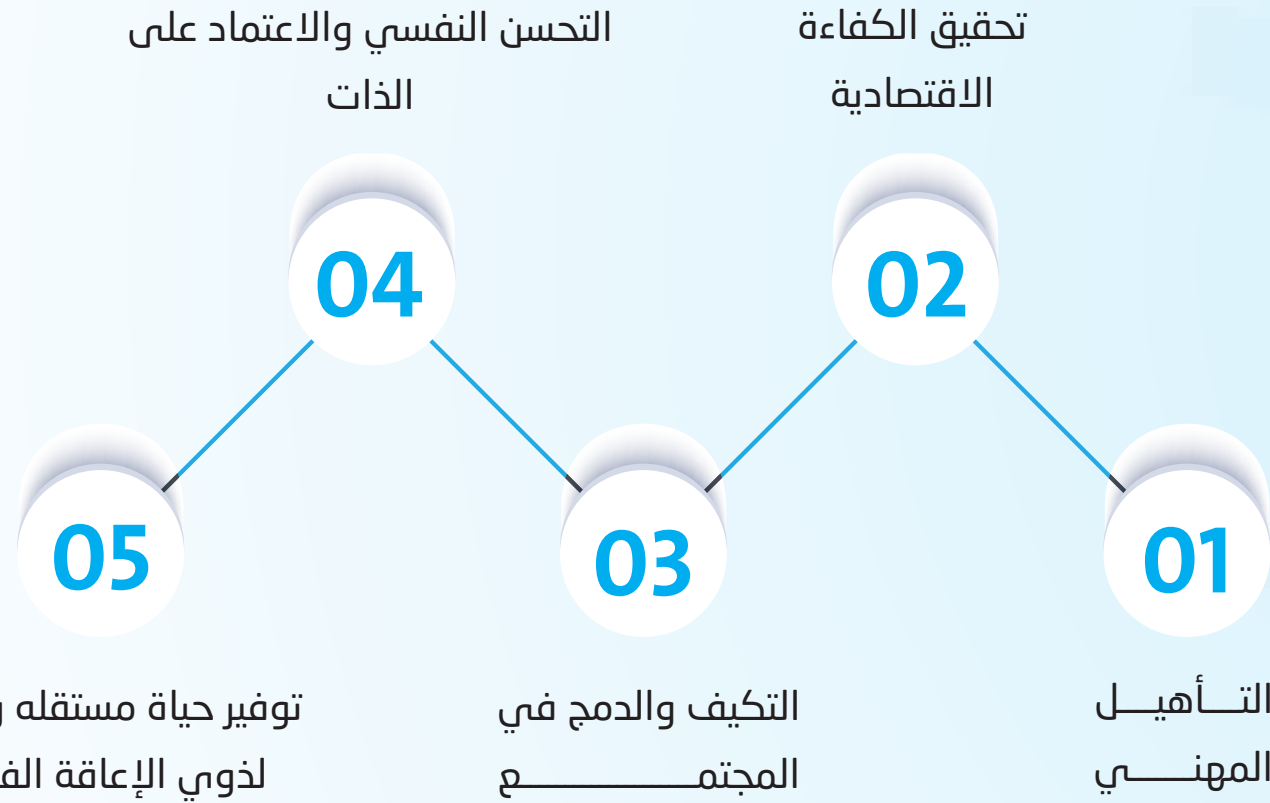 01
التـــأهيـــل
المهنـــــي
02
تحقيق الكفاءة
الاقتصادية
03
التكيف والدمج في
المجتمـــــــــــــــع
04
التحسن النفسي والاعتماد على
الذات
05
توفير حياة مستقله
لذوي الإعاقة